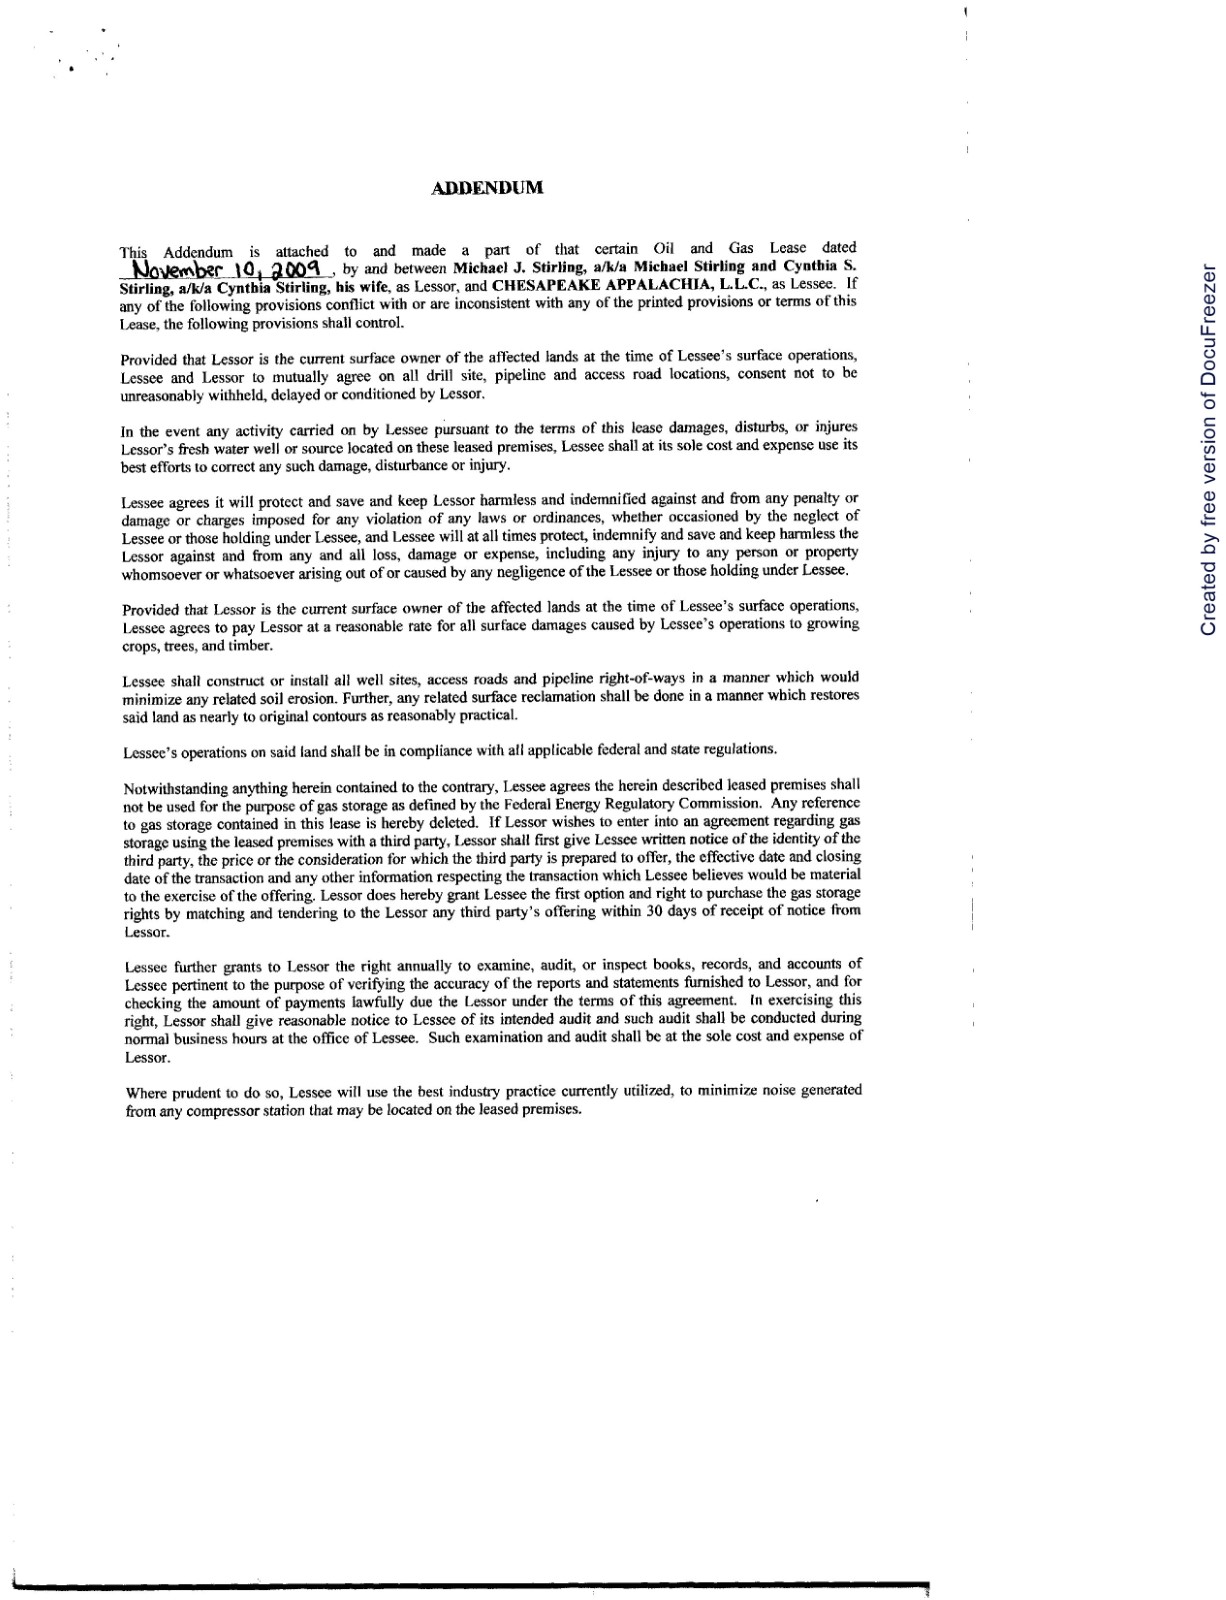 ADDENDUM
This Addendum is attached to and made a part of that certain Oil and Gas Lease dated
November 10, 2009, by and between Michael J. Stirling, a/k/a Michael Stirling and Cynthia S.
Stirling, a/k/a Cynthia Stirling, his wife, as Lessor, and CHESAPEAKE APPALACHIA, L.L.C., as Lessee. If
any of the following provisions conflict with or are inconsistent with any of the printed provisions or terms of this
Lease, the following provisions shall control.
Provided that Lessor is the current surface owner of the affected lands at the time of Lessee's surface operations,
Lessee and Lessor to mutually agree on all drill site, pipeline and access road locations, consent not to be
unreasonably withheld, delayed or conditioned by Lessor.
In the event any activity carried on by Lessee pursuant to the terms of this lease damages, disturbs, or injures
Lessor's fresh water well or source located on these leased premises, Lessee shall at its sole cost and expense use its
best efforts to correct any such damage, disturbance or injury.
Lessee agrees it will protect and save and keep Lessor harmless and indemnified against and from any penalty or
damage or charges imposed for any violation of any laws or ordinances, whether occasioned by the neglect of
Lessee or those holding under Lessee, and Lessee will at all times protect, indemnify and save and keep harmless the
Lessor against and from any and all loss, damage or expense, including any injury to any person or property
whomsoever or whatsoever arising out of or caused by any negligence of the Lessee or those holding under Lessee.
Provided that Lessor is the current surface owner of the affected lands at the time of Lessee's surface operations,
Lessee agrees to pay Lessor at a reasonable rate for all surface damages caused by Lessee's operations to growing
crops, trees, and timber.
Lessee shall construct or install all well sites, access roads and pipeline right-of-ways in a manner which would
minimize any related soil erosion. Further, any related surface reclamation shall be done in a manner which restores
said land as nearly to original contours as reasonably practical.
Lessee's operations on said land shall be in compliance with all applicable federal and state regulations.
Notwithstanding anything herein contained to the contrary, Lessee agrees the herein described leased premises shall
not be used for the purpose of gas storage as defined by the Federal Energy Regulatory Commission. Any reference
to gas storage contained in this lease is hereby deleted. If Lessor wishes to enter into an agreement regarding gas
storage using the leased premises with a third party, Lessor shall first give Lessee written notice of the identity of the
third party, the price or the consideration for which the third party is prepared to offer, the effective date and closing
date of the transaction and any other information respecting the transaction which Lessee believes would be material
to the exercise of the offering. Lessor does hereby grant Lessee the first option and right to purchase the gas storage
rights by matching and tendering to the Lessor any third party's offering within 30 days of receipt of notice from
Lessor.
Lessee further grants to Lessor the right annually to examine, audit, or inspect books, records, and accounts of
Lessee pertinent to the purpose of verifying the accuracy of the reports and statements furnished to Lessor, and for
checking the amount of payments lawfully due the Lessor under the terms of this agreement. In exercising this
right, Lessor shall give reasonable notice to Lessee of its intended audit and such audit shall be conducted during
normal business hours at the office of Lessee. Such examination and audit shall be at the sole cost and expense of
Lessor.
Where prudent to do so, Lessee will use the best industry practice currently utilized, to minimize noise generated
from any compressor station that may be located on the leased premises.
Created by free version of DocuFreezer